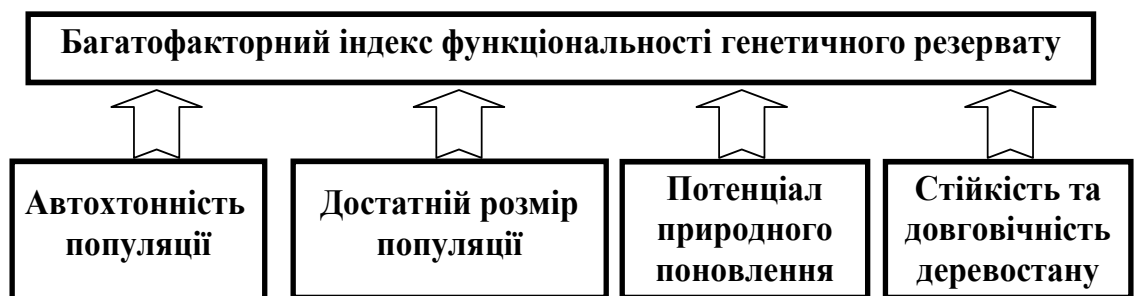 Багатофакторний індекс функціональності генетичного резервату
Автохтонність
популяції
Достатній розмір
популяції
Потенціал
природного
поновлення
Стійкість та
довговічність
деревостану